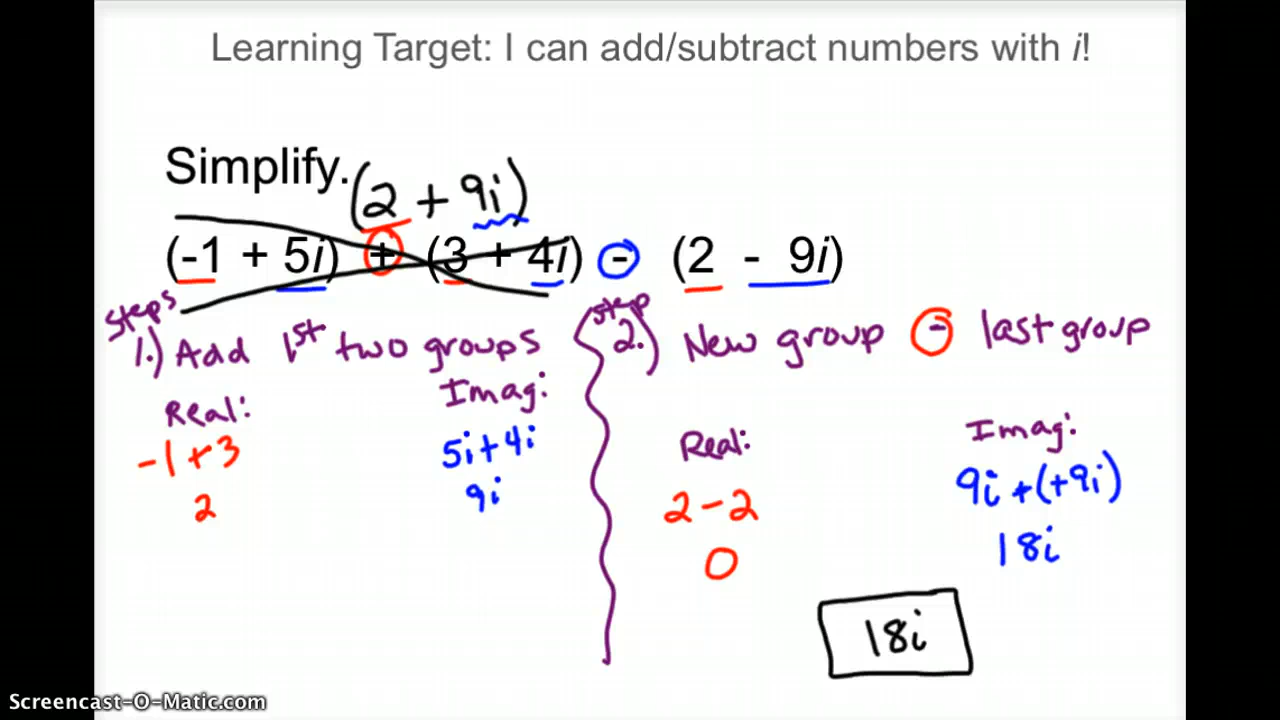 Learning Target: I can add/subtract numbers with i!
Simplify.
(2 + 9i)
(-1 + 5i) + (3 + 4i) - (2 - 9i)
Steps
1.) Add 1st two groups
Real:
-1+3
2
Imag:
5i+4i
9i
Step
2.) New group - last group
Real:
2-2
0
Imag:
9i+(+9i)
18i
18i
Screencast-O-Matic.com